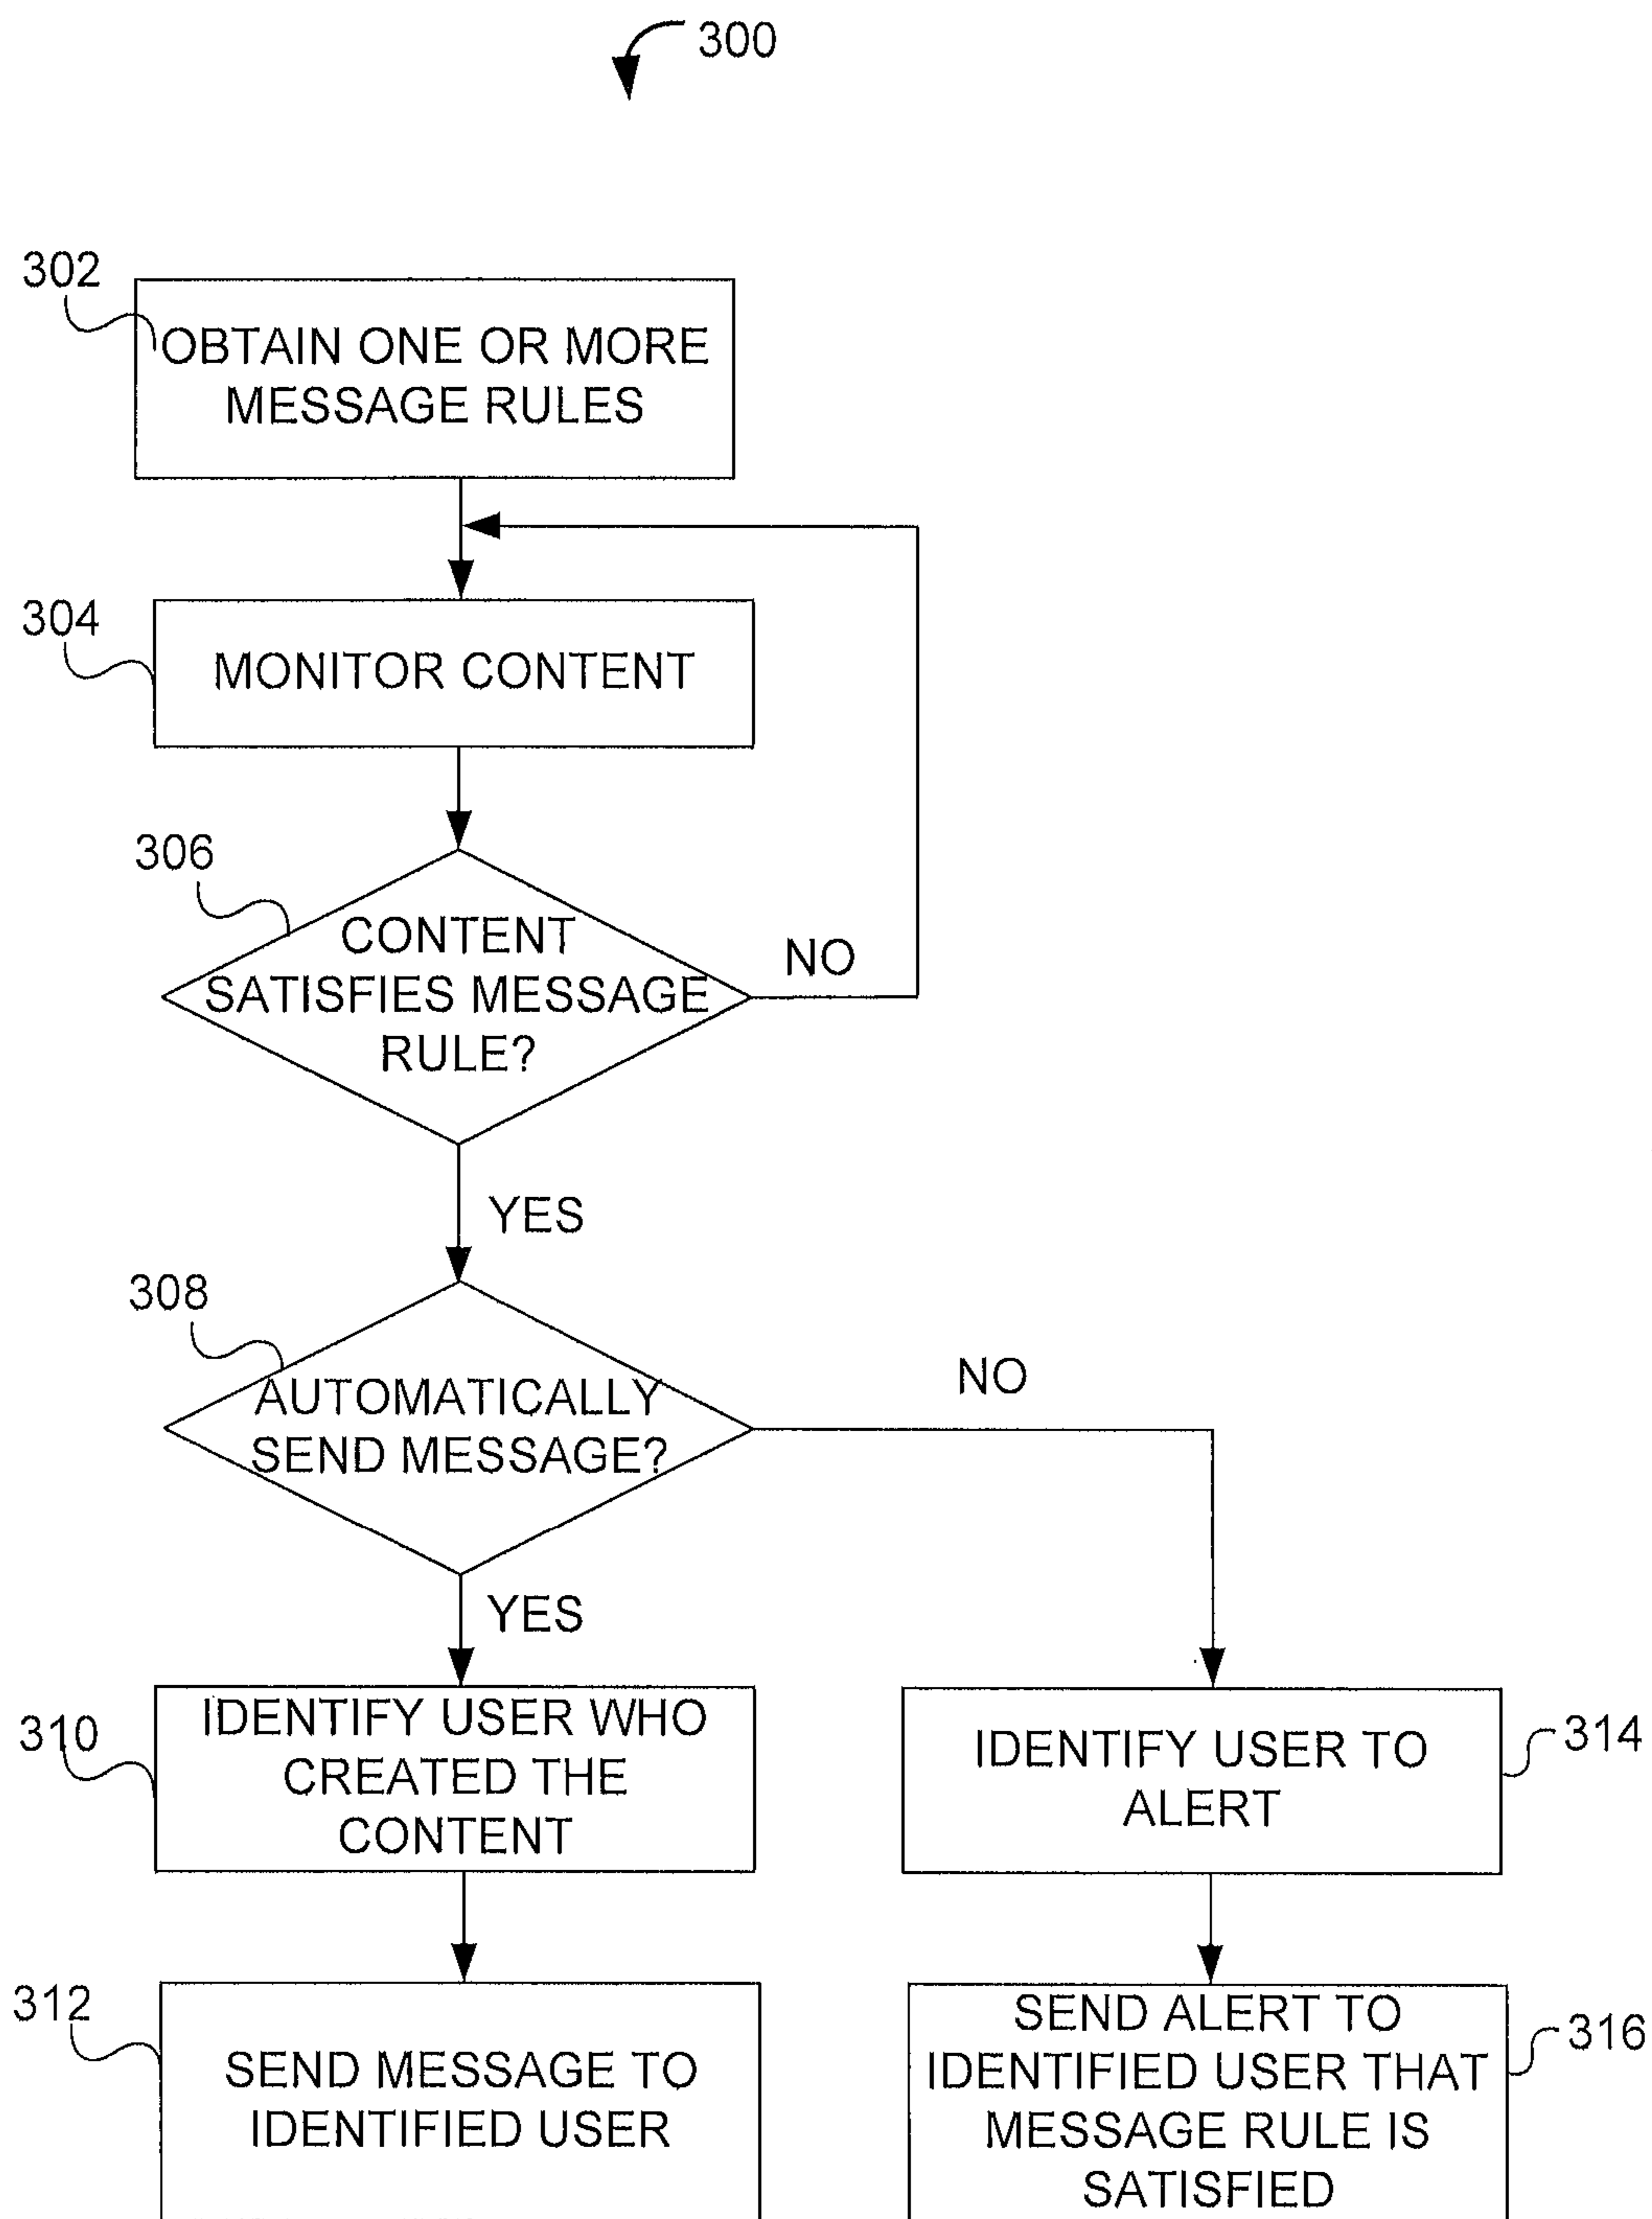 300
302
OBTAIN ONE OR MORE
MESSAGE RULES
304
MONITOR CONTENT
306
CONTENT
SATISFIES MESSAGE
RULE?
NO
YES
308
AUTOMATICALLY
SEND MESSAGE?
NO
YES
310
IDENTIFY USER WHO
CREATED THE
CONTENT
314
IDENTIFY USER TO
ALERT
312
SEND MESSAGE TO
IDENTIFIED USER
316
SEND ALERT TO
IDENTIFIED USER THAT
MESSAGE RULE IS
SATISFIED